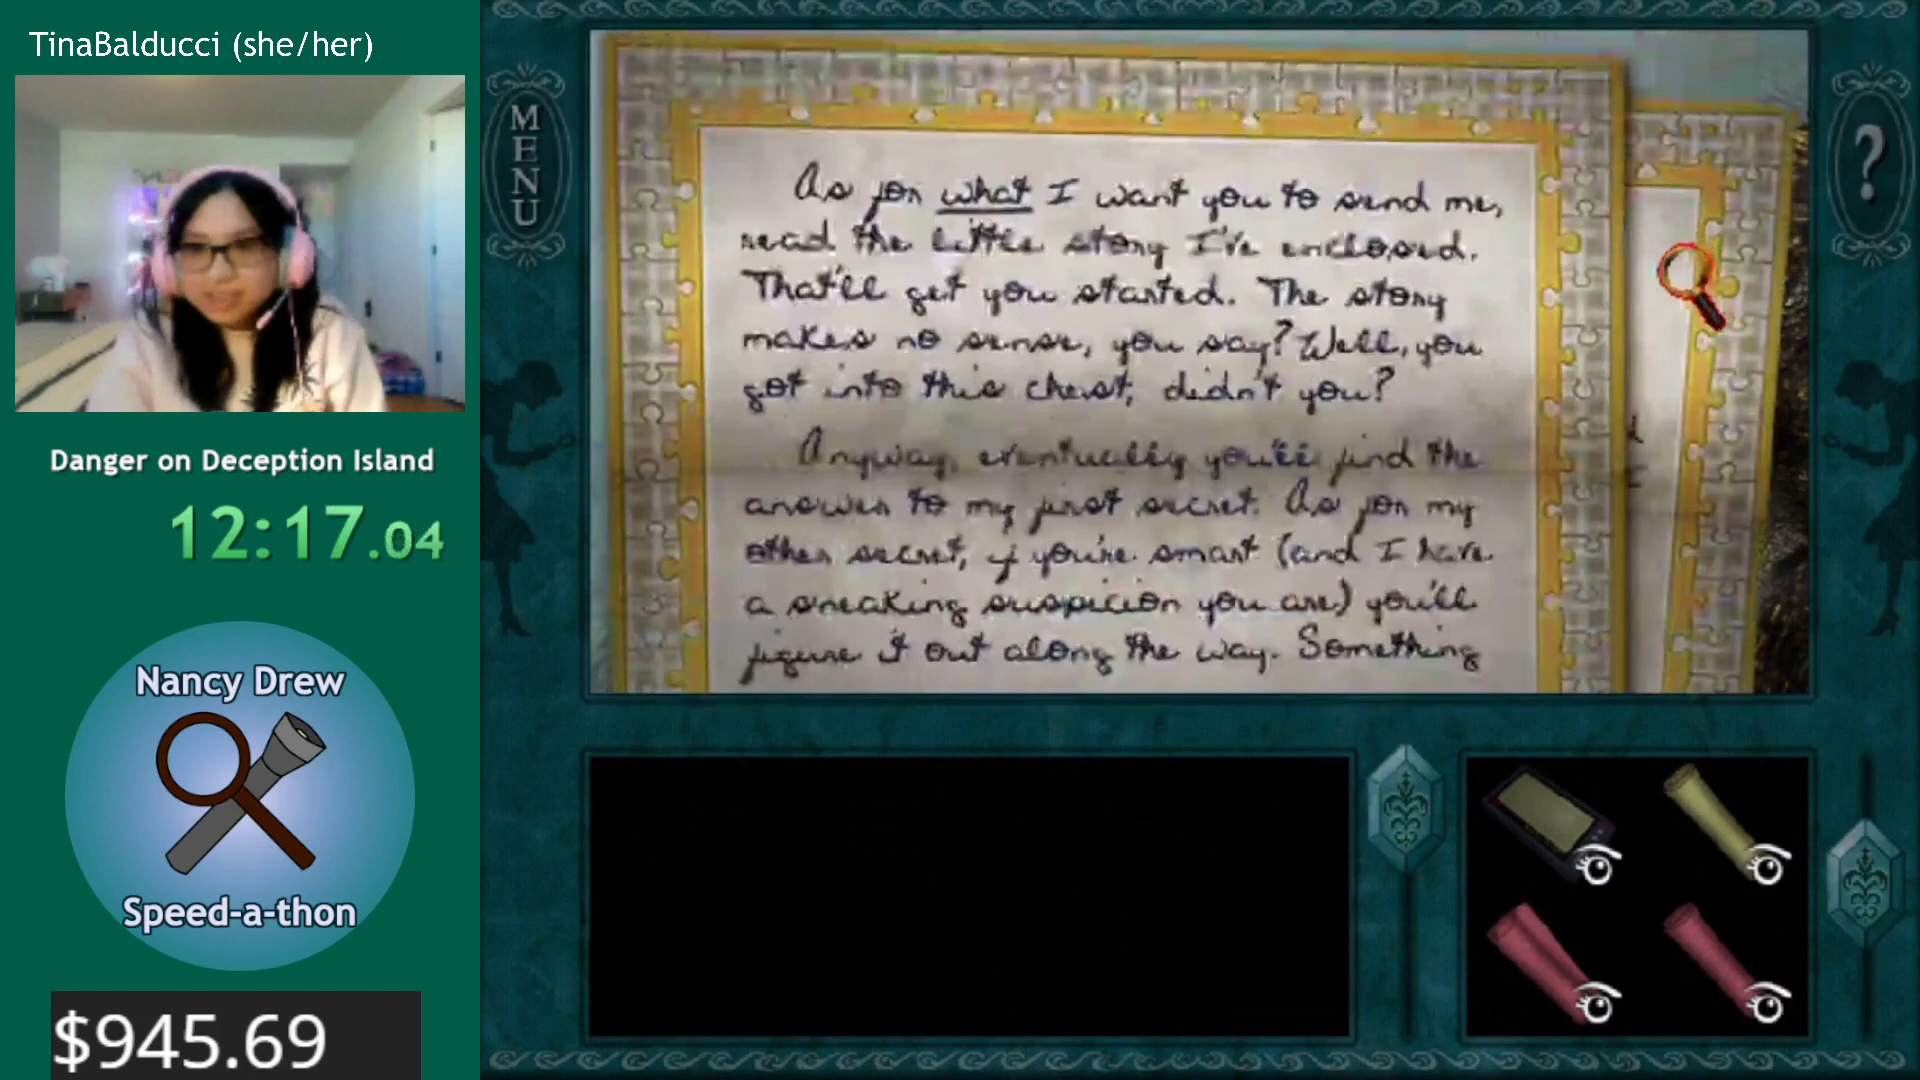 TinaBalducci (she/her)
Danger on Deception Island
12:17.04
Nancy Drew
Speed-a-thon
$945.69
MENU
?
As for what I want you to send me,
read the little story I've enclosed.
That'll get you started. The story
makes no sense, you say? Well, you
got into this chest, didn't you?
Anyway, eventually you'll find the
answer to my first secret. As for my
other secret, if you're smart (and I have
a sneaking suspicion you are) you'll
figure it out along the way. Something